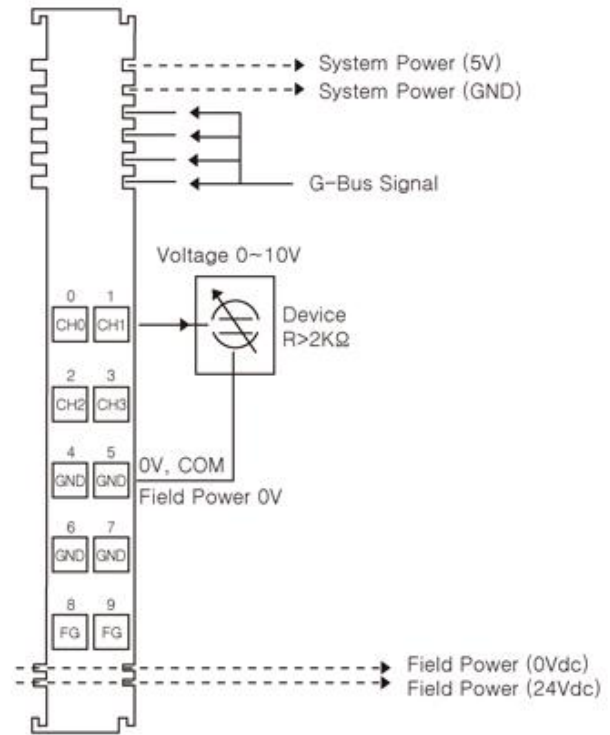 System Power (5V)
System Power (GND)
G-Bus Signal
Voltage 0~10V
0 1
CH0 CH1
Device
R>2KΩ
2 3
CH2 CH3
4 5
GND GND
0V, COM
Field Power 0V
6 7
GND GND
8 9
FG FG
Field Power (0Vdc)
Field Power (24Vdc)